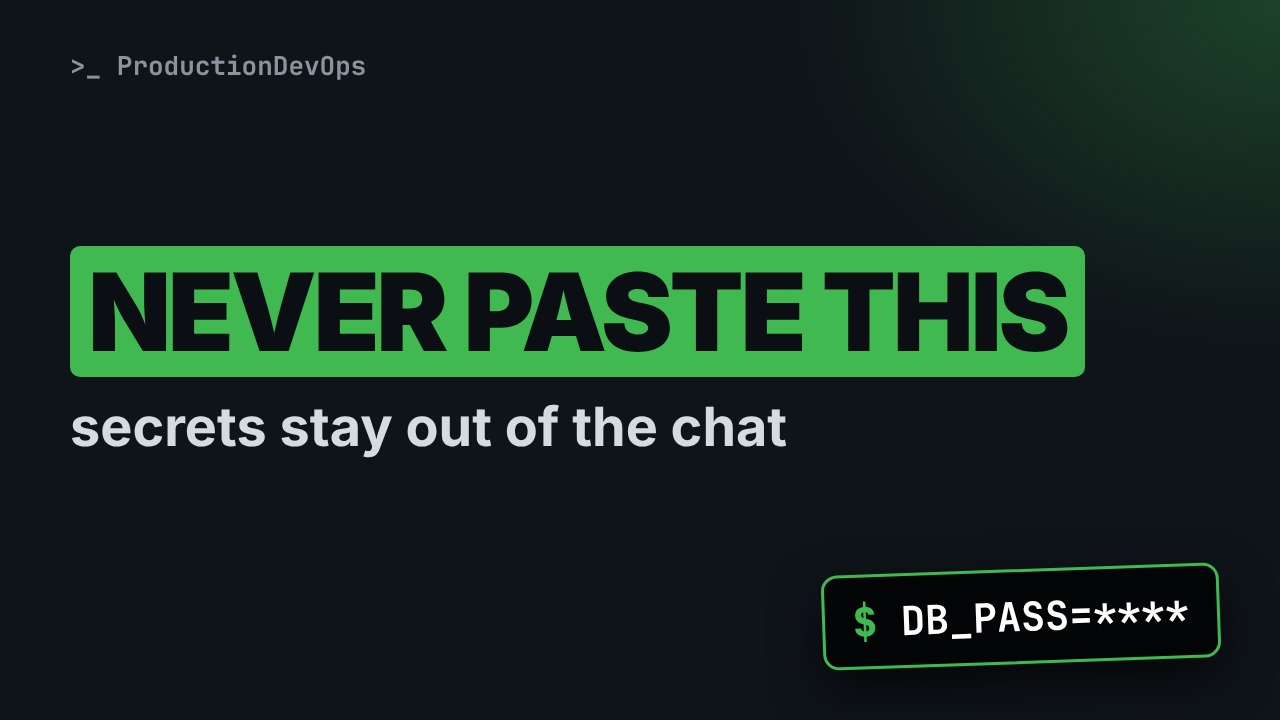 >_ ProductionDevOps
NEVER PASTE THIS
secrets stay out of the chat
$ DB_PASS=****